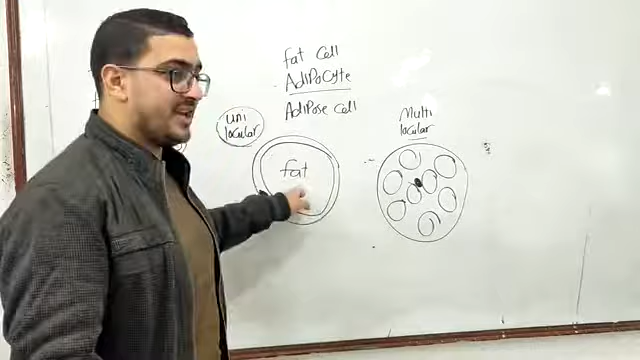 fat cell
AdiPoCyte
AdiPose cell
uni
locular
Multi
locular
fat